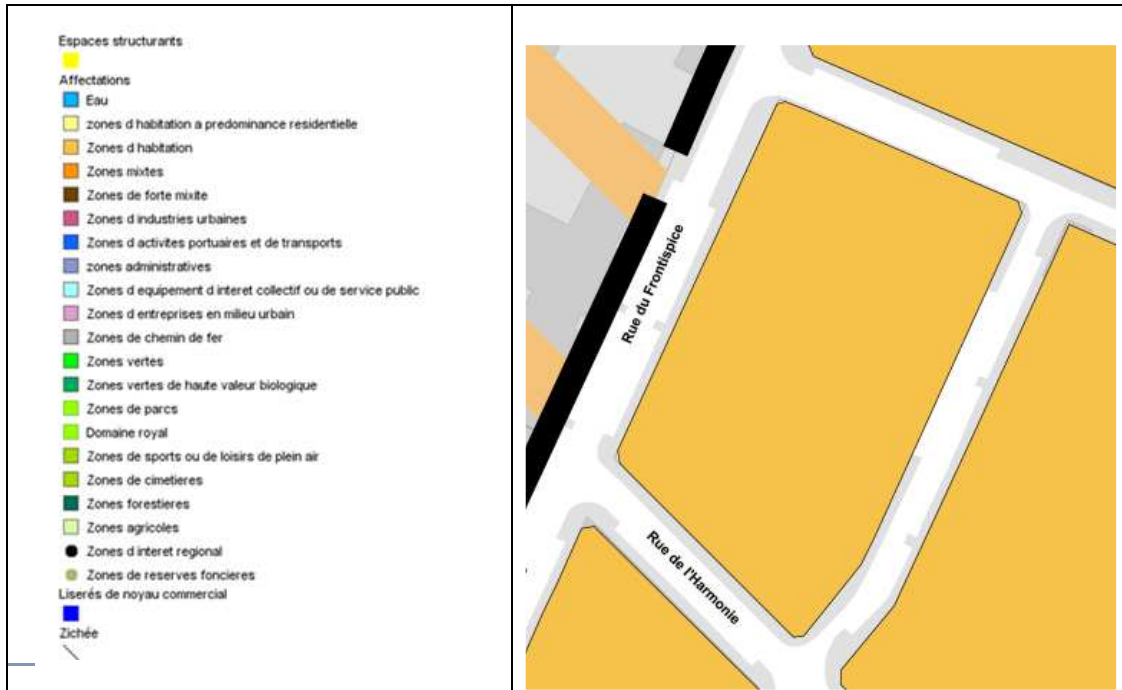 Espaces structurants
Affectations
Eau
zones d habitation a predominance residentielle
Zones d habitation
Zones mixtes
Zones de forte mixite
Zones d industries urbaines
Zones d activites portuaires et de transports
zones administratives
Zones d equipement d interet collectif ou de service public
Zones d entreprises en milieu urbain
Zones de chemin de fer
Zones vertes
Zones vertes de haute valeur biologique
Zones de parcs
Domaine royal
Zones de sports ou de loisirs de plein air
Zones de cimetieres
Zones forestieres
Zones agricoles
Zones d interet regional
Zones de reserves foncieres
Liserés de noyau commercial
Zichée
Rue du Frontispice
Rue de l'Harmonie